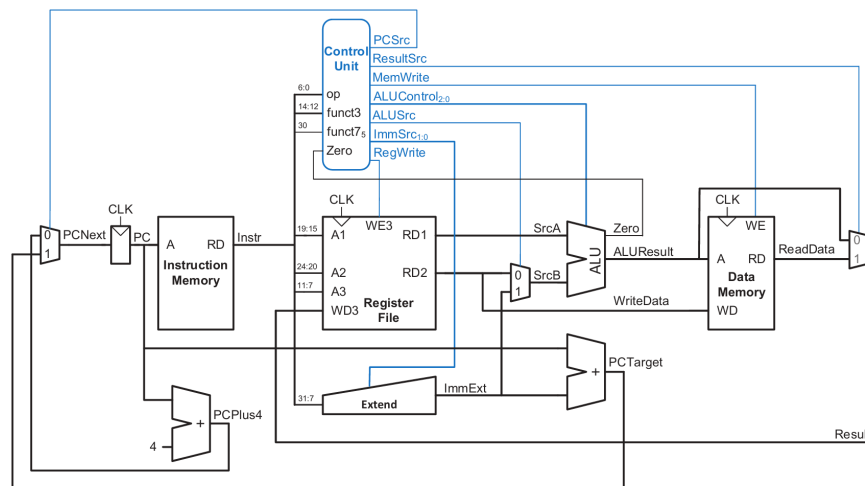 PCSrc
Control
Unit
ResultSrc
MemWrite
6:0
op
ALUControl2:0
14:12
funct3
ALUSrc
30
funct75
ImmSrc1:0
Zero
RegWrite
CLK
CLK
CLK
0
1
PCNext
PC
A
RD
Instr
Instruction
Memory
19:15
A1
WE3
RD1
24:20
A2
RD2
11:7
A3
WD3
Register
File
SrcA
0
1
SrcB
ALU
Zero
ALUResult
WriteData
A
RD
WE
Data
Memory
WD
ReadData
0
1
+
PCTarget
31:7
Extend
ImmExt
+
PCPlus4
4
Resul